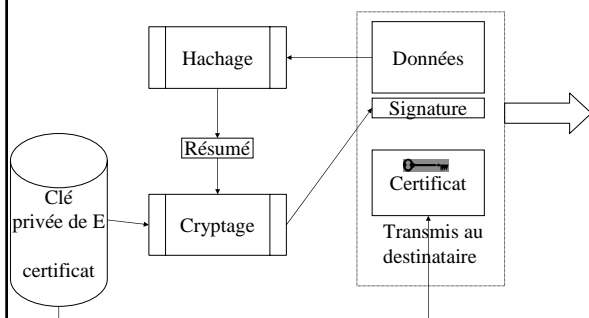 Hachage
Données
Signature
Résumé
Clé
privée de E
certificat
Cryptage
Certificat
Transmis au
destinataire